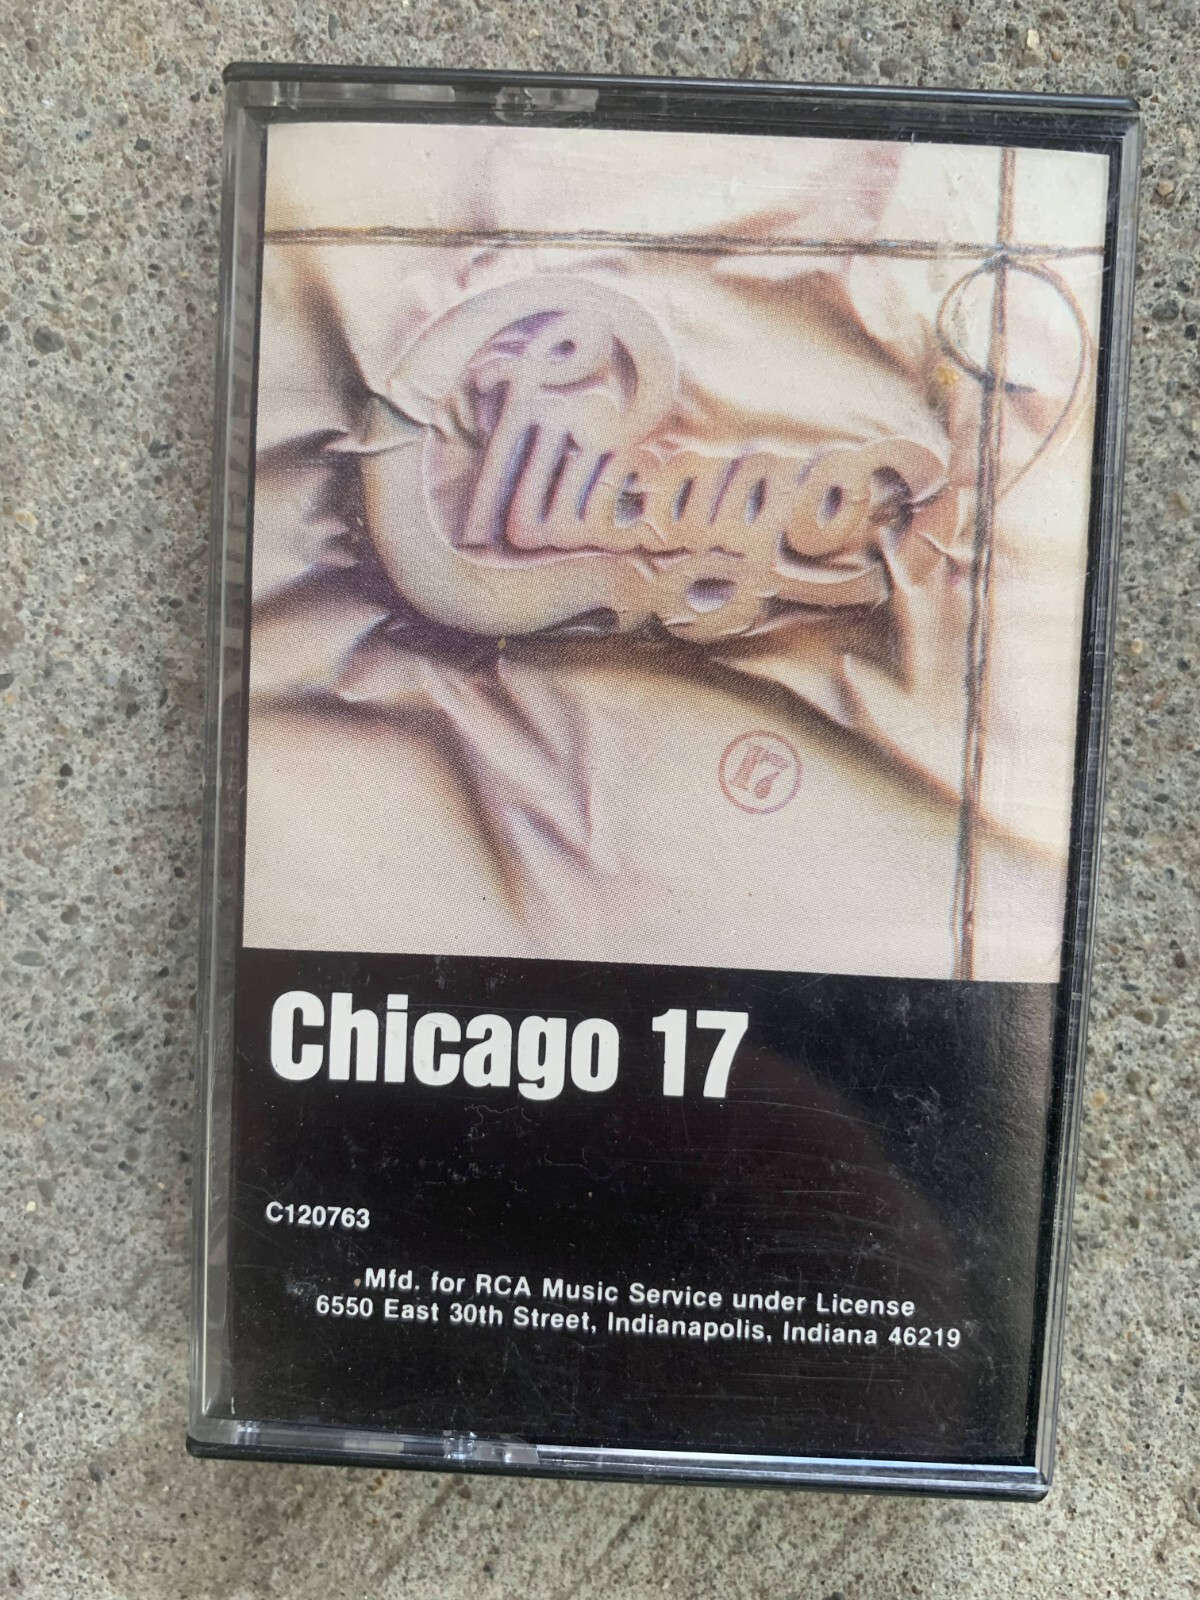 Chicago
17
Chicago 17
C120763
Mfd. for RCA Music Service under License
6550 East 30th Street, Indianapolis, Indiana 46219